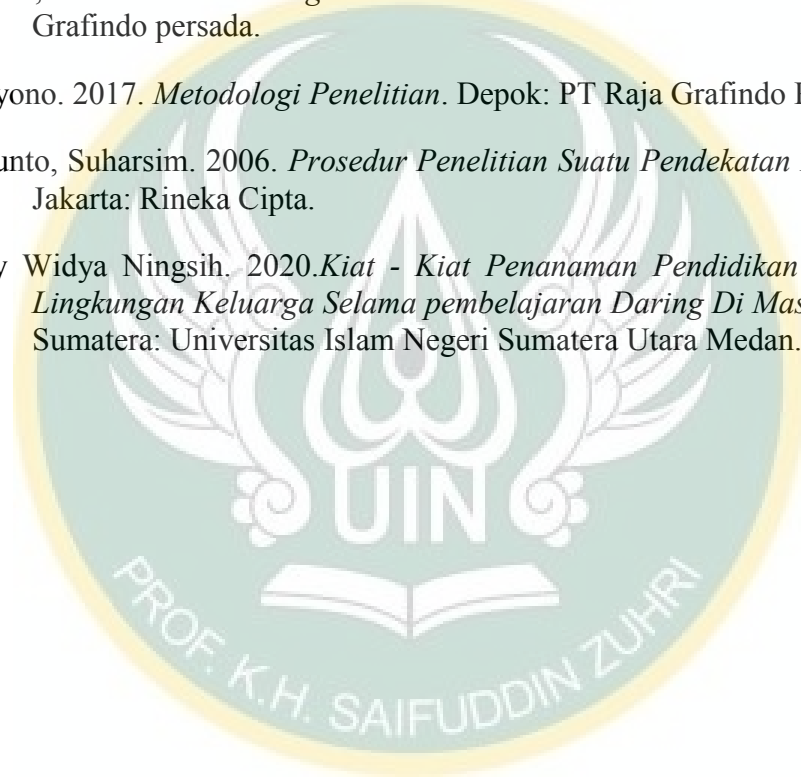 Grafindo persada.
yono. 2017. Metodologi Penelitian. Depok: PT Raja Grafindo
unto, Suharsim. 2006. Prosedur Penelitian Suatu Pendekatan
Jakarta: Rineka Cipta.
y Widya Ningsih. 2020.Kiat - Kiat Penanaman Pendidikan
Lingkungan Keluarga Selama pembelajaran Daring Di Mas
Sumatera: Universitas Islam Negeri Sumatera Utara Medan.
UIN
PROF. K.H. SAIFUDDIN ZUHRI